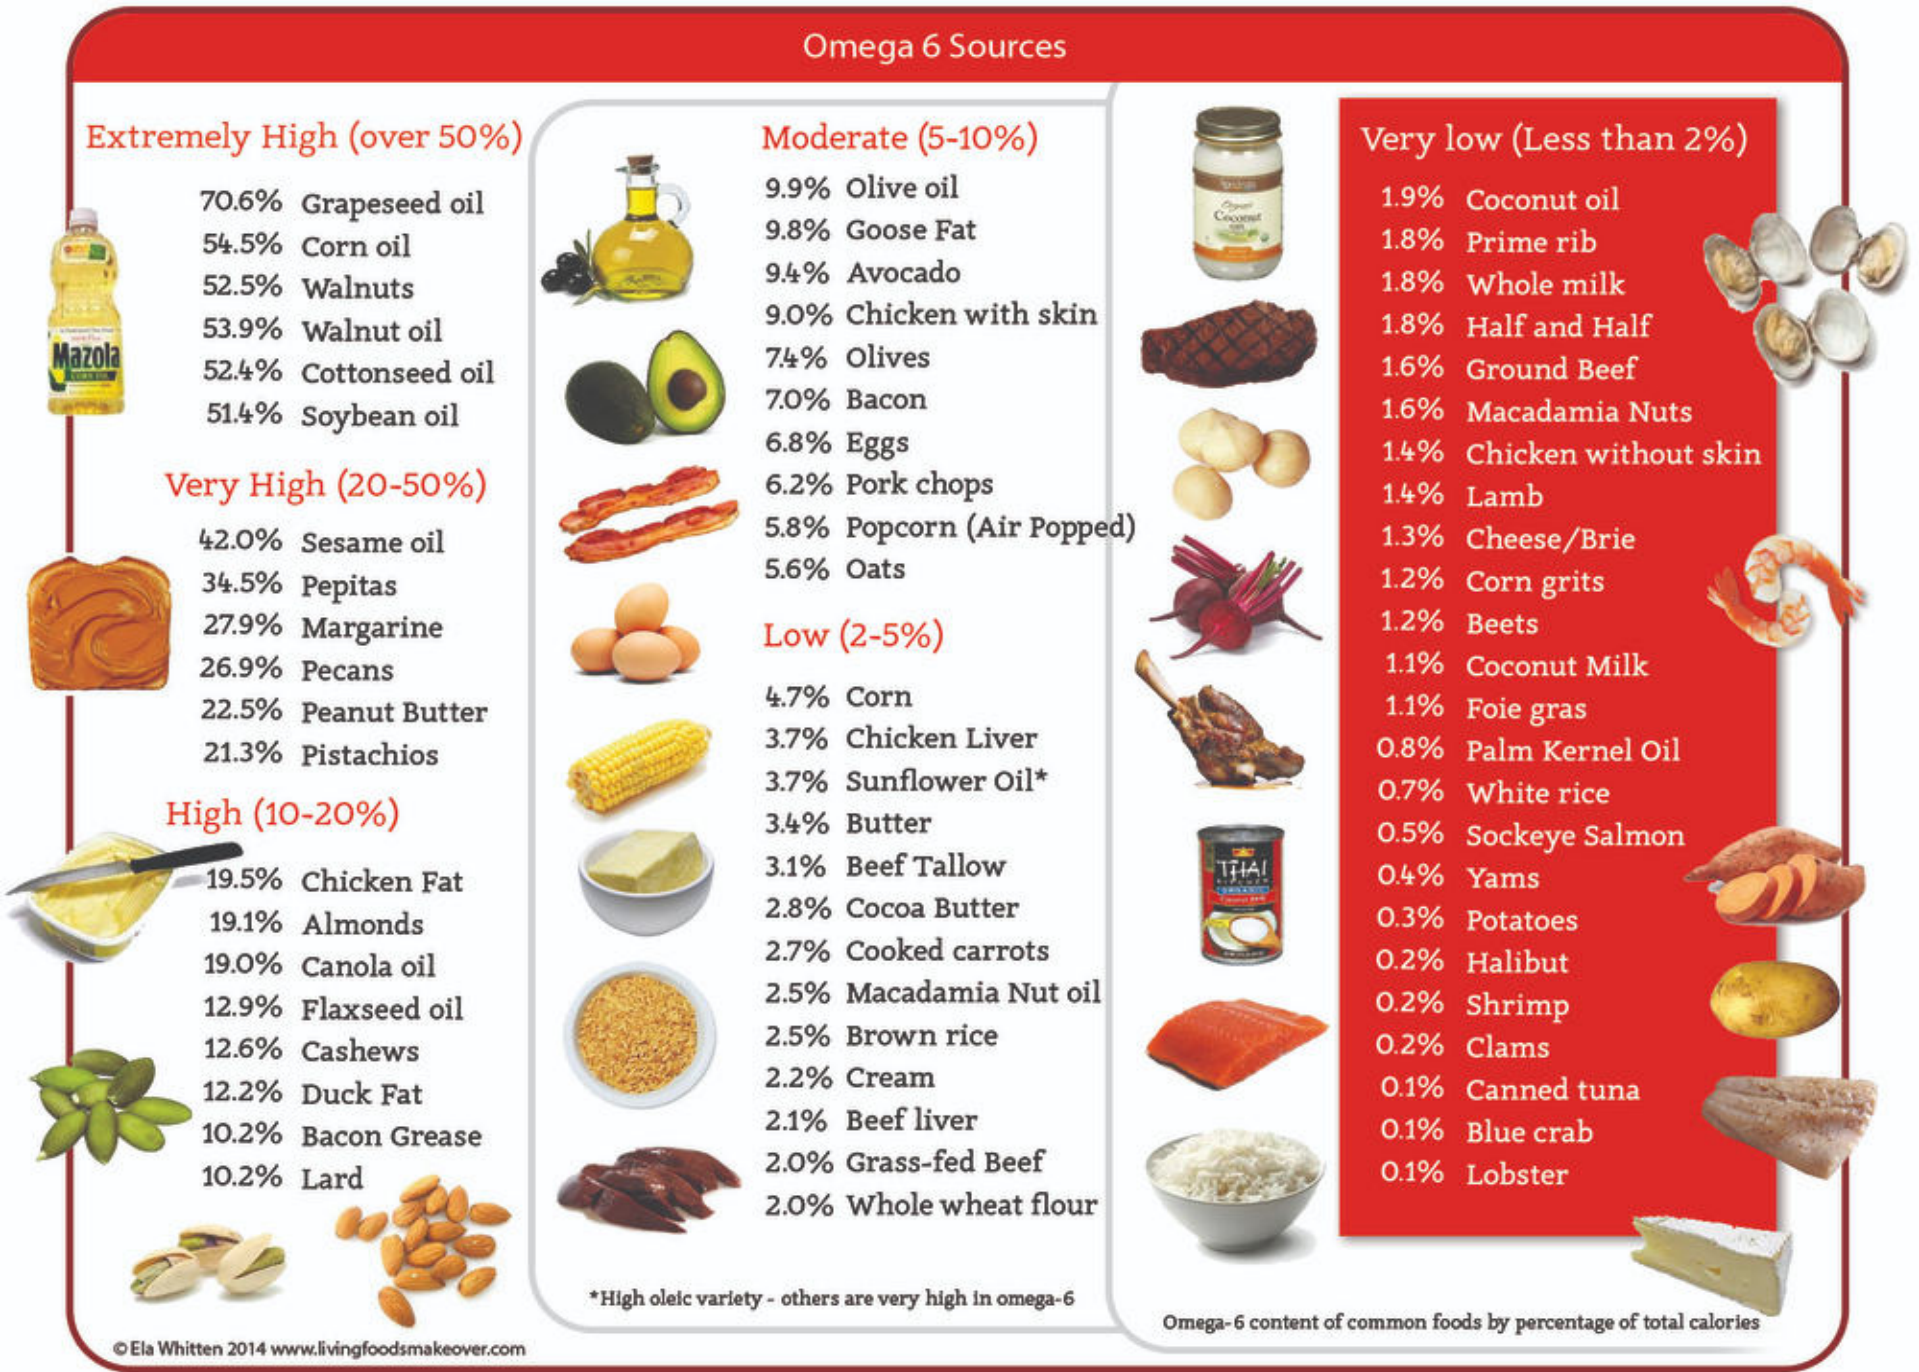 Omega 6 Sources
Extremely High (over 50%)
70.6% Grapeseed oil
54.5% Corn oil
52.5% Walnuts
53.9% Walnut oil
52.4% Cottonseed oil
51.4% Soybean oil
Mazola
Very High (20-50%)
42.0% Sesame oil
34.5% Pepitas
27.9% Margarine
26.9% Pecans
22.5% Peanut Butter
21.3% Pistachios
High (10-20%)
19.5% Chicken Fat
19.1% Almonds
19.0% Canola oil
12.9% Flaxseed oil
12.6% Cashews
12.2% Duck Fat
10.2% Bacon Grease
10.2% Lard
© Ela Whitten 2014 www.livingfoodsmakeover.com
Moderate (5-10%)
9.9% Olive oil
9.8% Goose Fat
9.4% Avocado
9.0% Chicken with skin
7.4% Olives
7.0% Bacon
6.8% Eggs
6.2% Pork chops
5.8% Popcorn (Air Popped)
5.6% Oats
Low (2-5%)
4.7% Corn
3.7% Chicken Liver
3.7% Sunflower Oil*
3.4% Butter
3.1% Beef Tallow
2.8% Cocoa Butter
2.7% Cooked carrots
2.5% Macadamia Nut oil
2.5% Brown rice
2.2% Cream
2.1% Beef liver
2.0% Grass-fed Beef
2.0% Whole wheat flour
*High oleic variety - others are very high in omega-6
Coconut
THAI
Very low (Less than 2%)
1.9% Coconut oil
1.8% Prime rib
1.8% Whole milk
1.8% Half and Half
1.6% Ground Beef
1.6% Macadamia Nuts
1.4% Chicken without skin
1.4% Lamb
1.3% Cheese/Brie
1.2% Corn grits
1.2% Beets
1.1% Coconut Milk
1.1% Foie gras
0.8% Palm Kernel Oil
0.7% White rice
0.5% Sockeye Salmon
0.4% Yams
0.3% Potatoes
0.2% Halibut
0.2% Shrimp
0.2% Clams
0.1% Canned tuna
0.1% Blue crab
0.1% Lobster
Omega-6 content of common foods by percentage of total calories